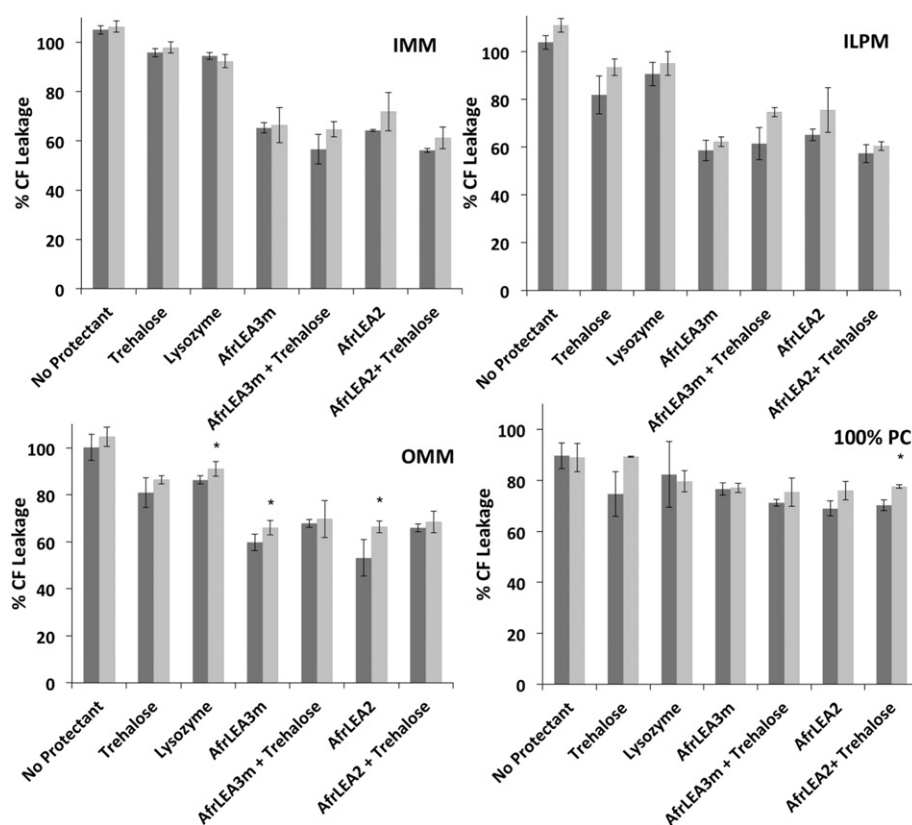 IMM
% CF Leakage
100
80
60
40
20
0
No Protectant
Trehalose
Lysozyme
AfrLEA3m
AfrLEA3m + Trehalose
AfrLEA2
AfrLEA2+ Trehalose
ILPM
% CF Leakage
100
80
60
40
20
0
No Protectant
Trehalose
Lysozyme
AfrLEA3m
AfrLEA3m + Trehalose
AfrLEA2
AfrLEA2+ Trehalose
OMM
% CF Leakage
100
80
60
40
20
0
*
*
*
No Protectant
Trehalose
Lysozyme
AfrLEA3m
AfrLEA3m + Trehalose
AfrLEA2
AfrLEA2 + Trehalose
100% PC
% CF Leakage
100
80
60
40
20
0
*
No Protectant
Trehalose
Lysozyme
AfrLEA3m
AfrLEA3m + Trehalose
AfrLEA2
AfrLEA2+ Trehalose